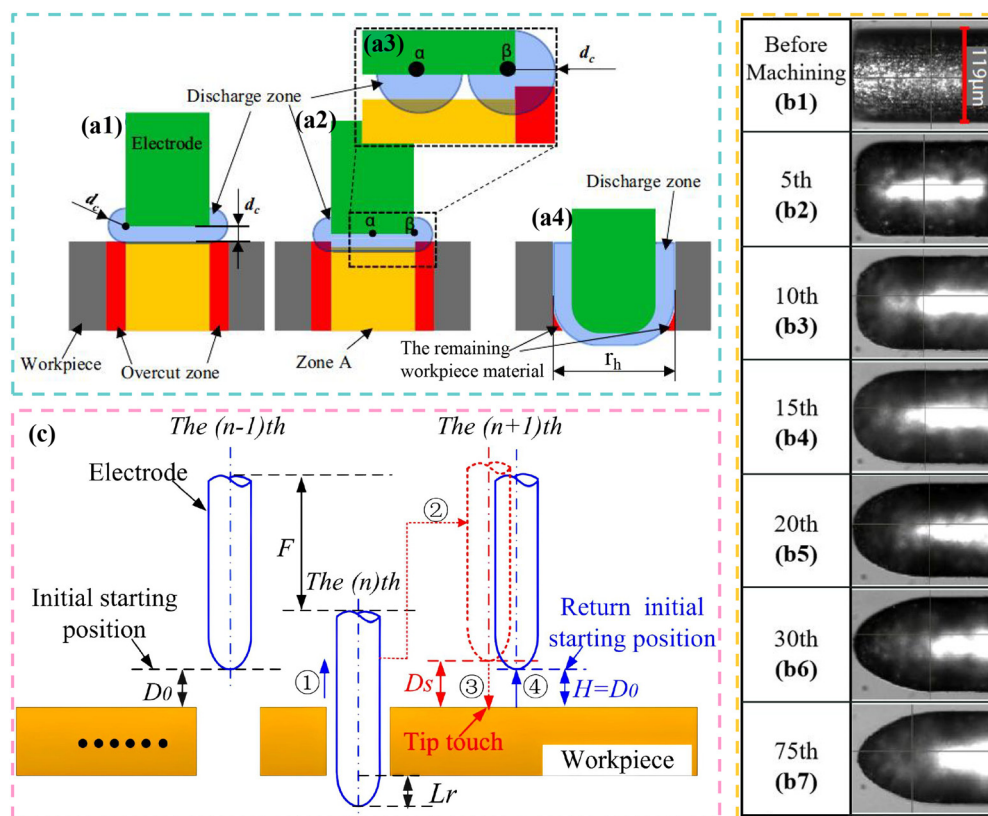 (a1)
Electrode
d_c
d_c
Discharge zone
(a2)
α
β
(a3)
α
β
d_c
(a4)
Discharge zone
Workpiece
Overcut zone
Zone A
The remaining
workpiece material
r_h
Before
Machining
(b1)
119μm
5th
(b2)
10th
(b3)
15th
(b4)
20th
(b5)
30th
(b6)
75th
(b7)
(c)
The (n-1)th
The (n+1)th
Electrode
F
②
The (n)th
Initial starting
position
Return initial
starting position
D0
①
Ds
③
④
H=D0
Tip touch
Workpiece
Lr